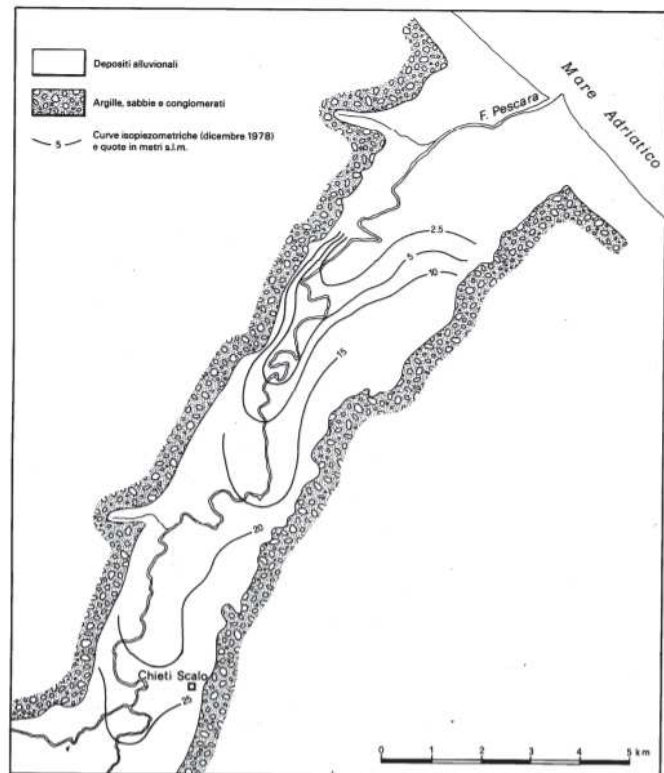 Depositi alluvionali
Argille, sabbie e conglomerati
5
Curve isopiezometriche (dicembre 1978)
e quote in metri s.l.m.
Mare Adriatico
F. Pescara
2.5
5
10
15
20
Chieti Scalo
25
0 1 2 3 4 5 km